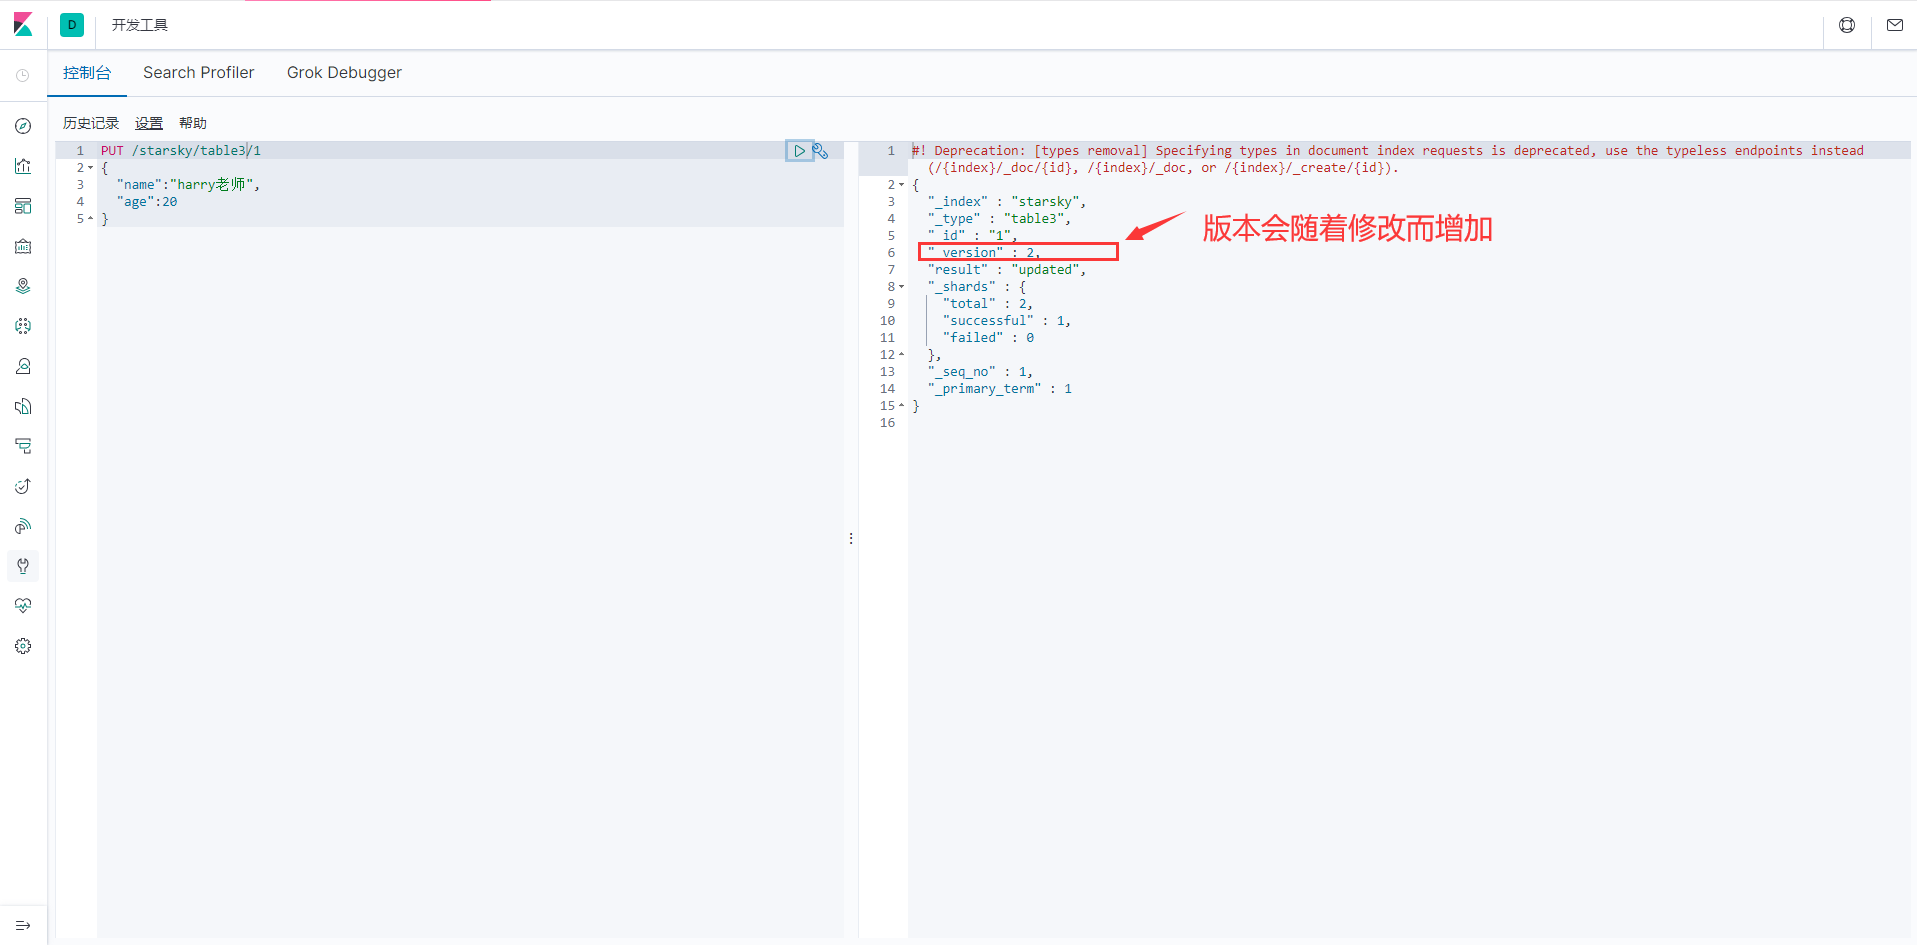 D 开发工具
控制台 Search Profiler Grok Debugger
历史记录 设置 帮助
1 PUT /starsky/table3/1
2 {
3 "name":"harry老师",
4 "age":20
5 }
1 #! Deprecation: [types removal] Specifying types in document index requests is deprecated, use the typeless endpoints instead
(/{index}/_doc/{id}, /{index}/_doc, or /{index}/_create/{id}).
2 {
3 "_index" : "starsky",
4 "_type" : "table3",
5 "_id" : "1",
6 "_version" : 2,
7 "result" : "updated",
8 "_shards" : {
9 "total" : 2,
10 "successful" : 1,
11 "failed" : 0
12 },
13 "_seq_no" : 1,
14 "_primary_term" : 1
15 }
16
版本会随着修改而增加